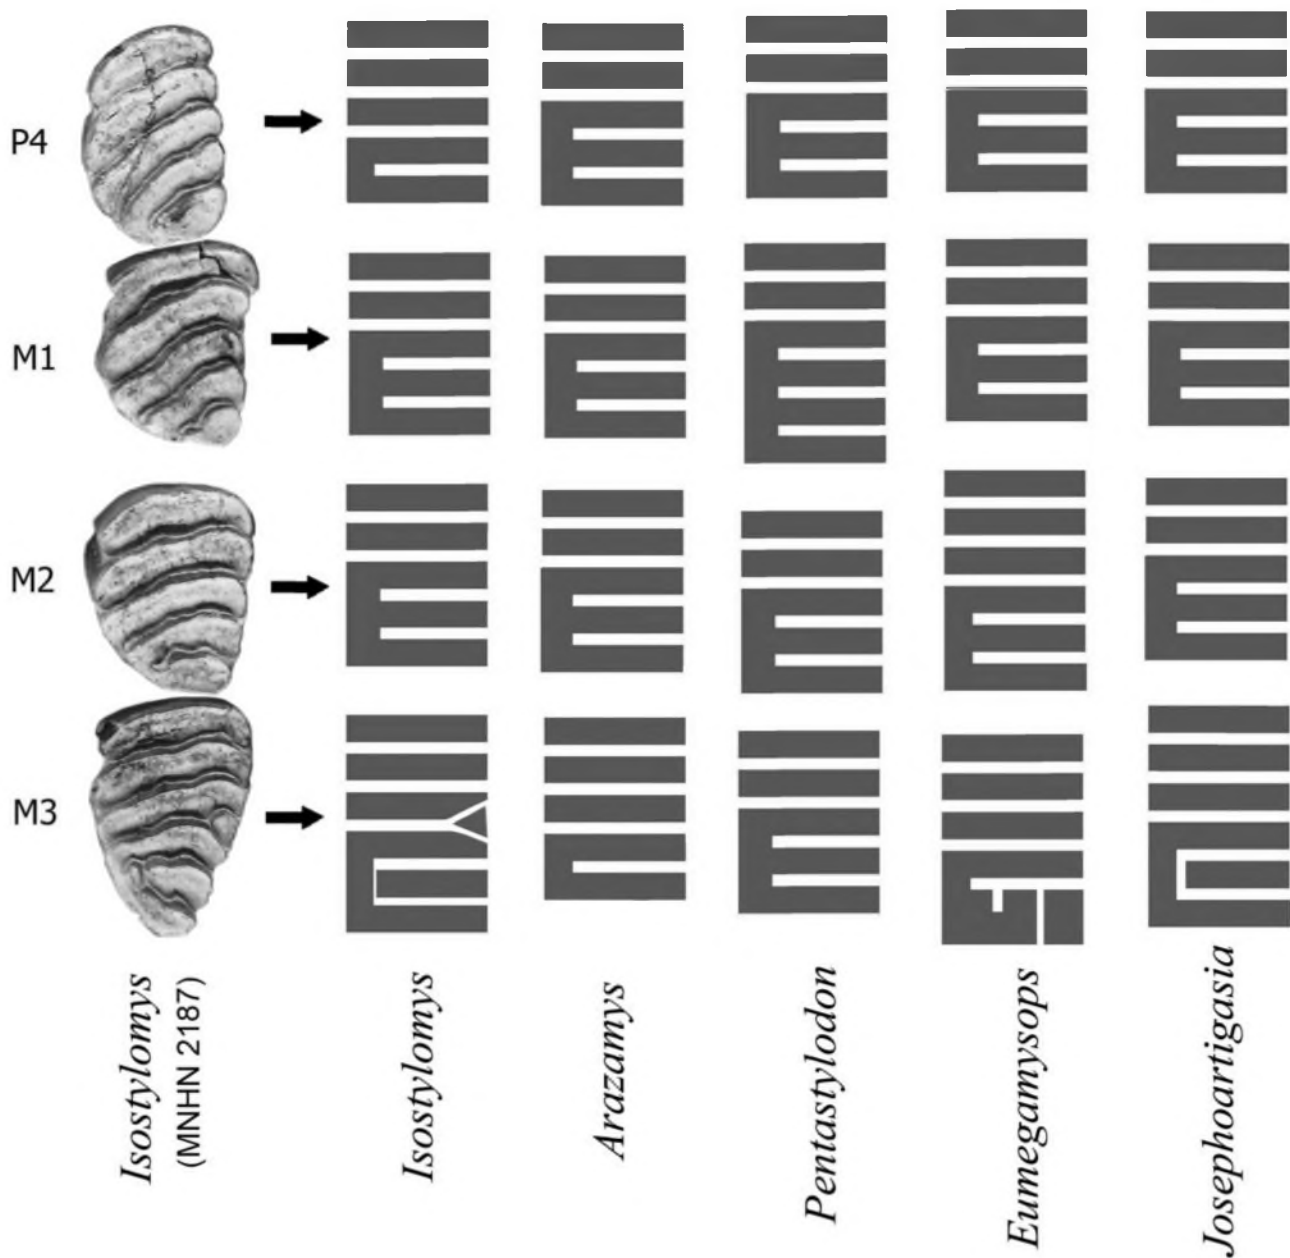 P4
M1
M2
M3
Isostylomys
(MNHN 2187)
Isostylomys
Arazamys
Pentastylodon
Eumegamysops
Josephoartigasia